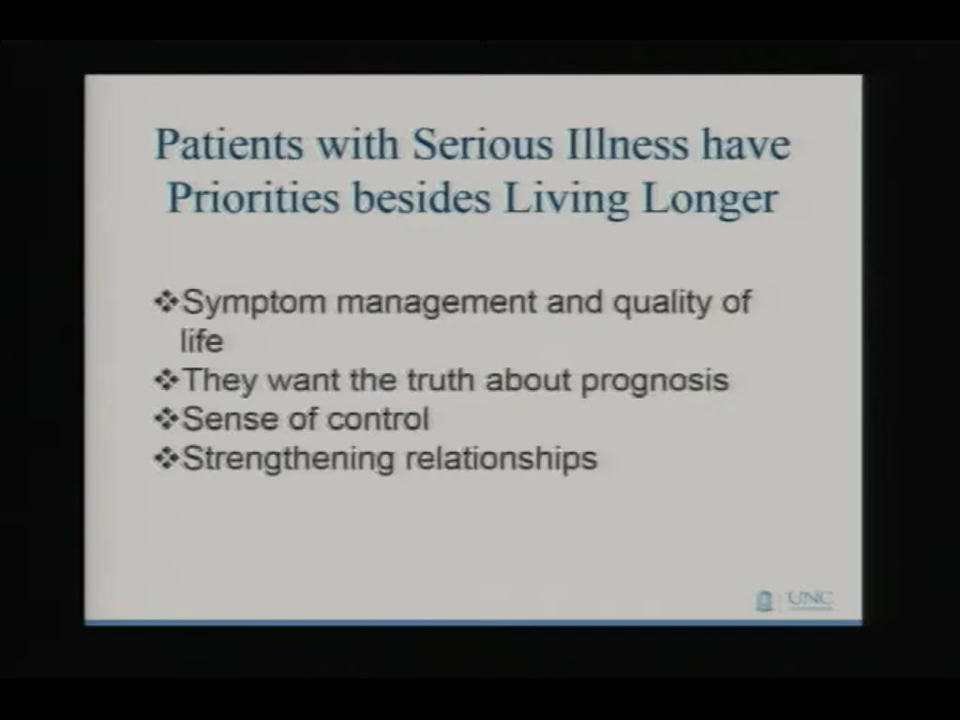 Patients with Serious Illness have
Priorities besides Living Longer
❖Symptom management and quality of
life
❖They want the truth about prognosis
❖Sense of control
❖Strengthening relationships
UNC